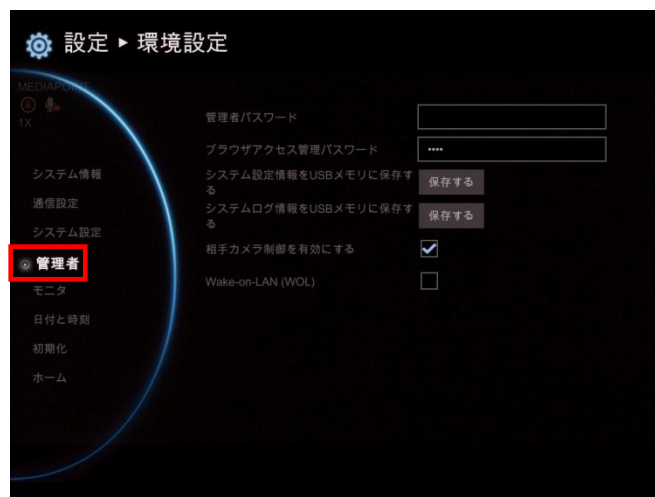 設定 ▸ 環境設定
MEDIAPOINT
1X
システム情報
通信設定
システム設定
管理者
モニタ
日付と時刻
初期化
ホーム
管理者パスワード
ブラウザアクセス管理パスワード
••••
システム設定情報をUSBメモリに保存す
る
保存する
システムログ情報をUSBメモリに保存す
る
保存する
相手カメラ制御を有効にする
Wake-on-LAN (WOL)